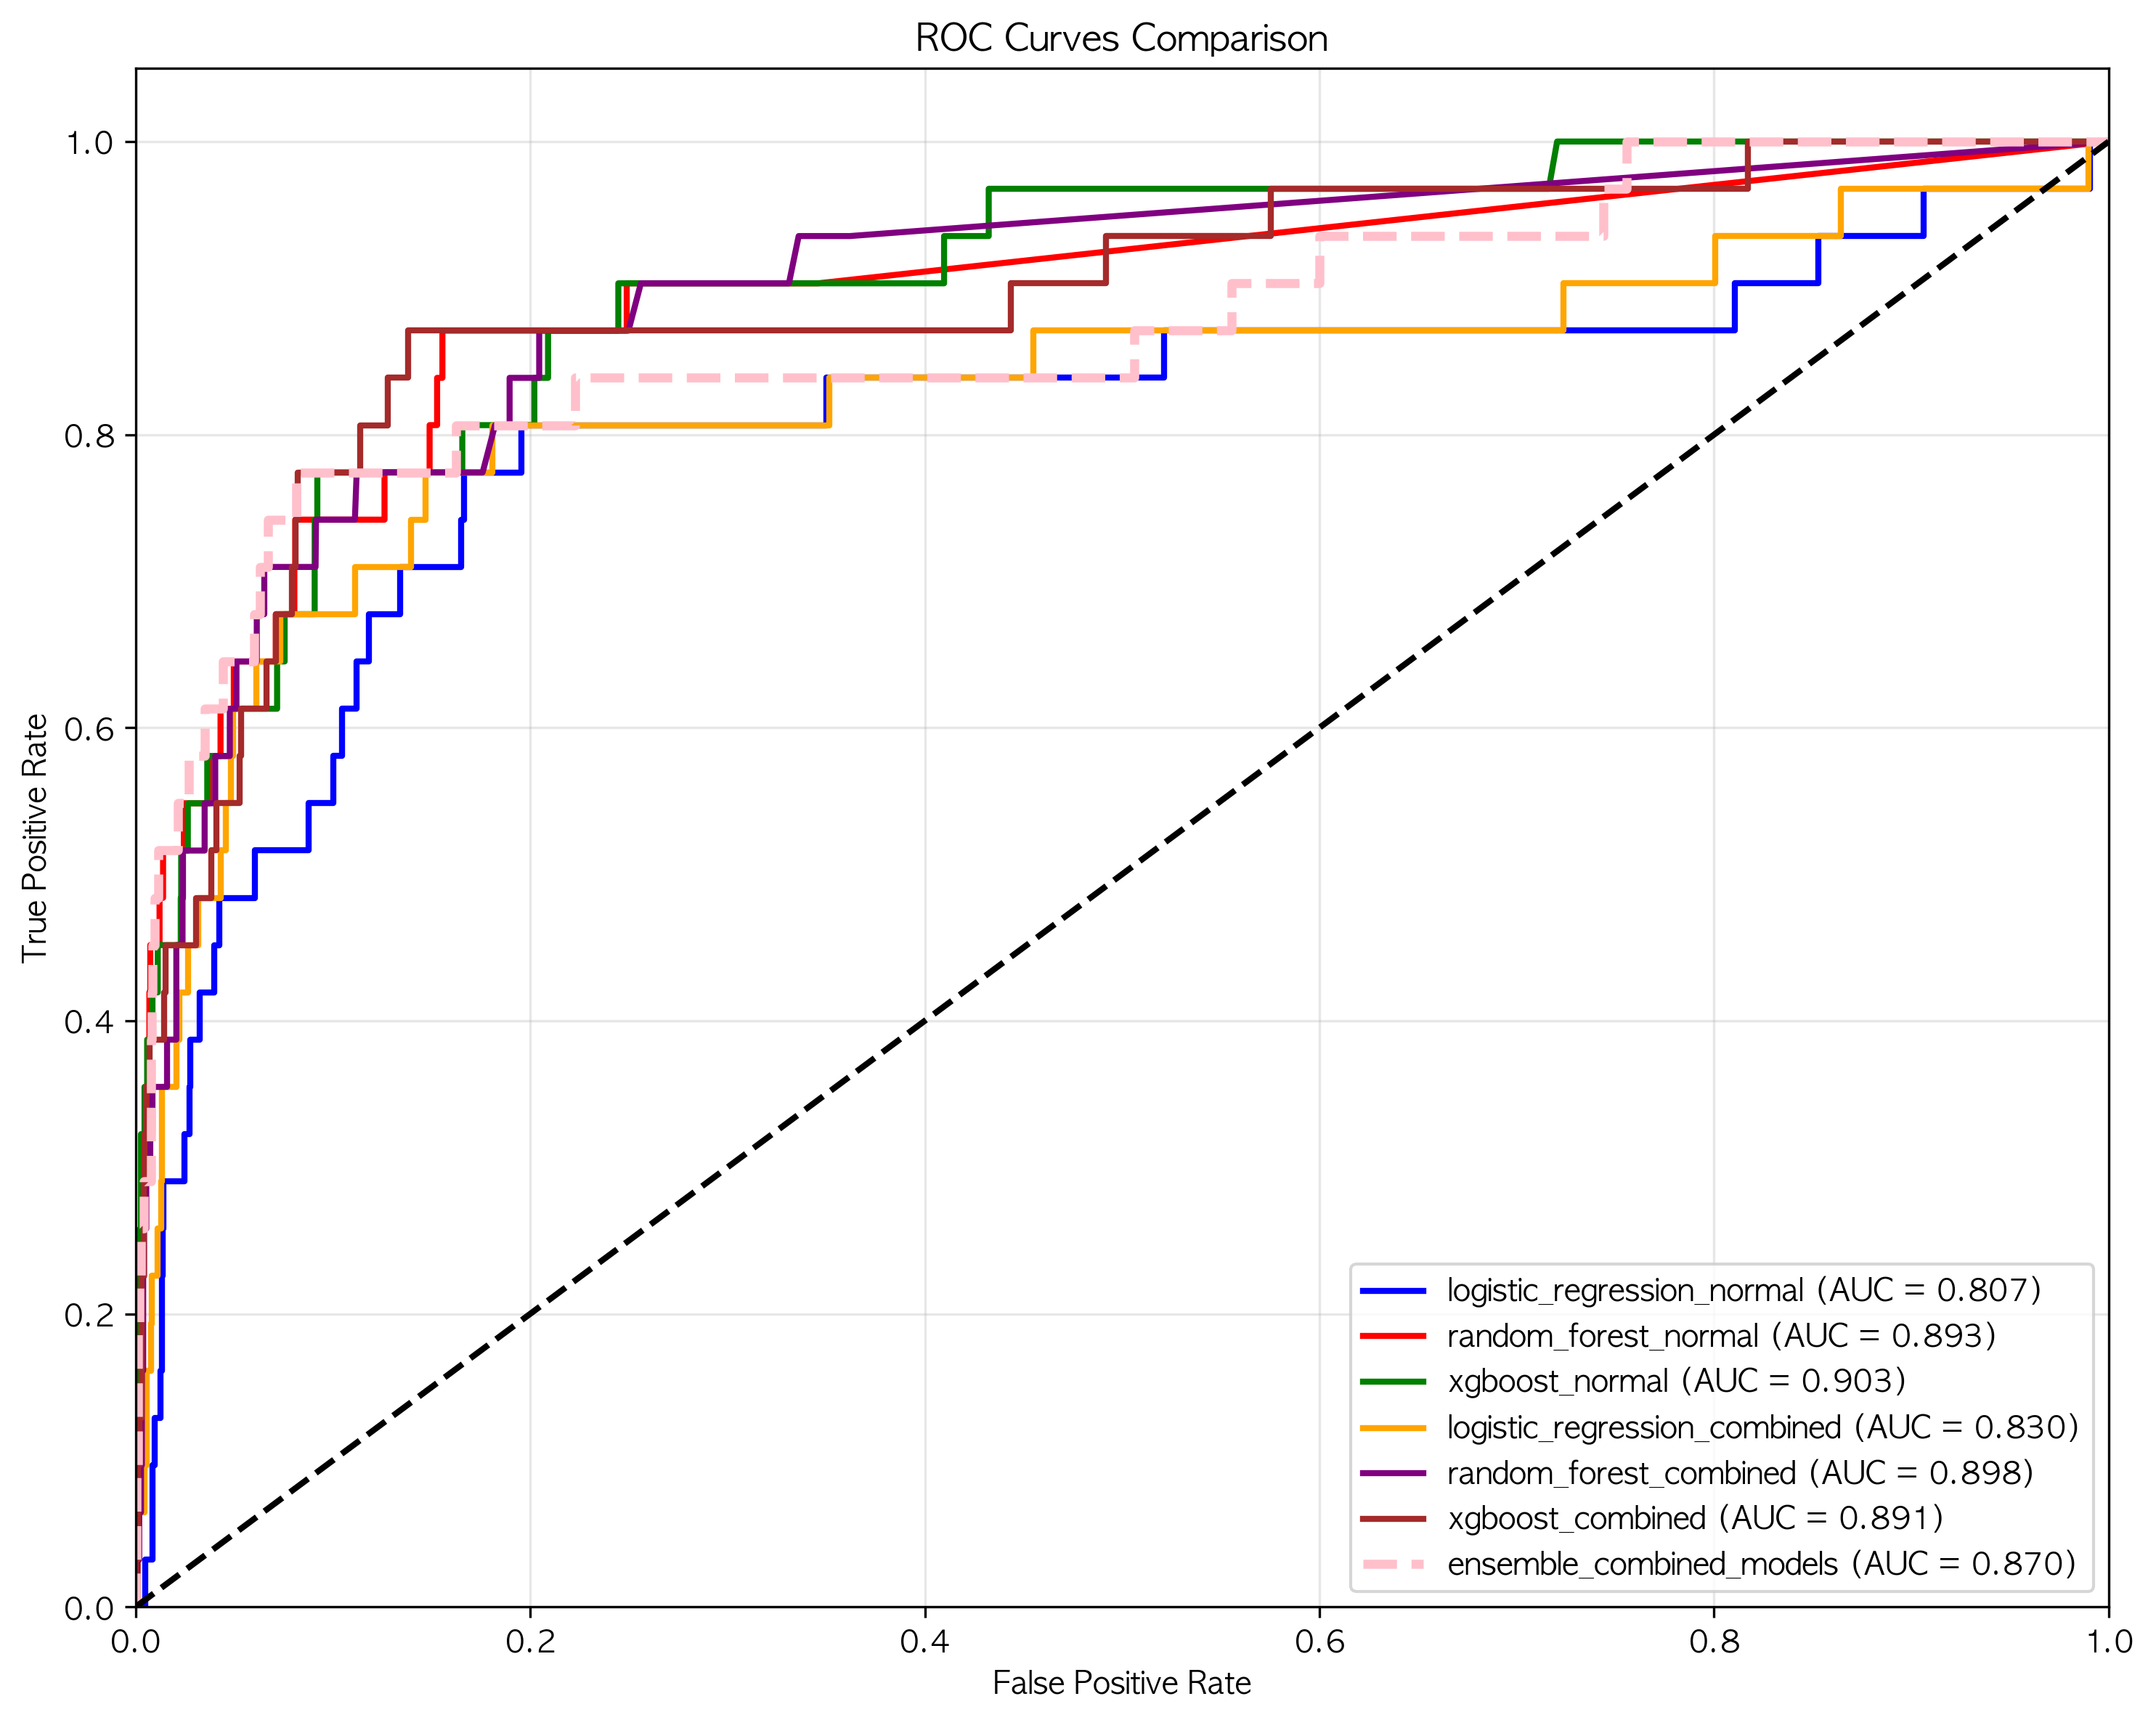 ROC Curves Comparison
True Positive Rate
1.0
0.8
0.6
0.4
0.2
0.0
0.0 0.2 0.4 0.6 0.8 1.0
False Positive Rate
logistic_regression_normal (AUC = 0.807)
random_forest_normal (AUC = 0.893)
xgboost_normal (AUC = 0.903)
logistic_regression_combined (AUC = 0.830)
random_forest_combined (AUC = 0.898)
xgboost_combined (AUC = 0.891)
ensemble_combined_models (AUC = 0.870)